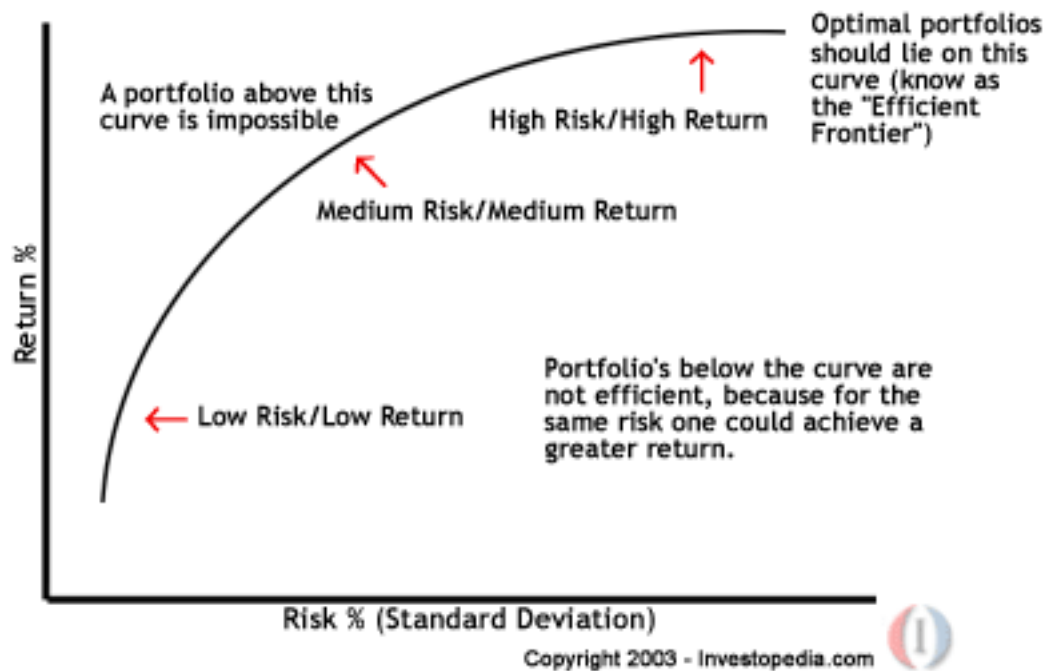 Optimal portfolios
should lie on this
curve (know as
the "Efficient
Frontier")
A portfolio above this
curve is impossible
High Risk/High Return
Medium Risk/Medium Return
Return %
Portfolio's below the curve are
not efficient, because for the
same risk one could achieve a
greater return.
Low Risk/Low Return
Risk % (Standard Deviation)
Copyright 2003 - Investopedia.com
I